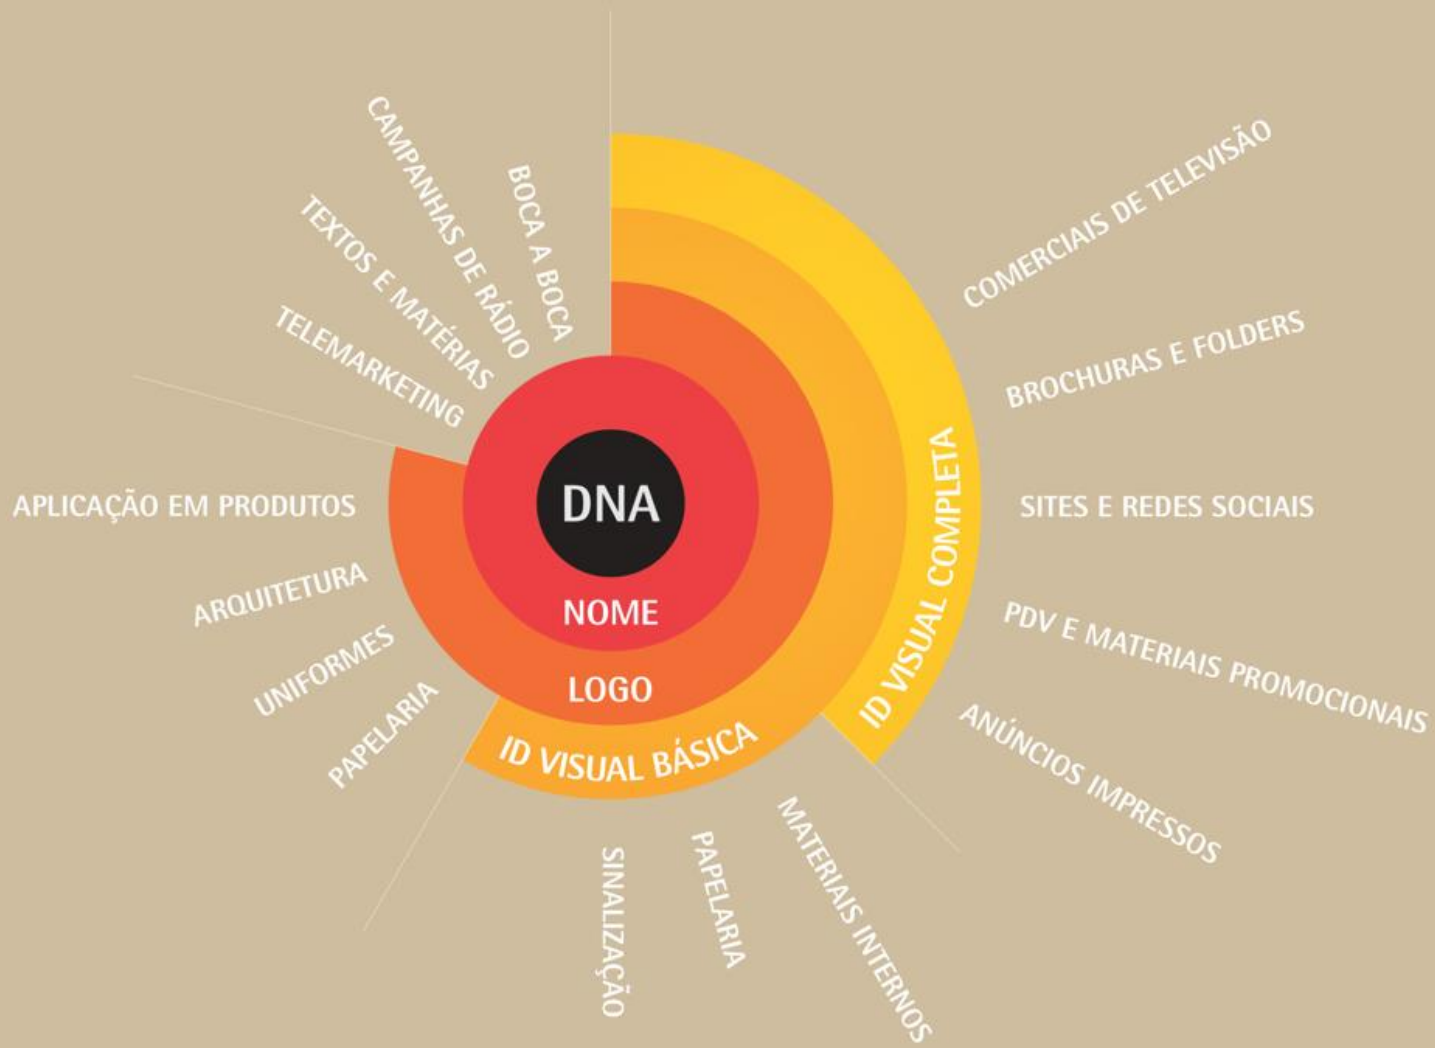 DNA
NOME
LOGO
ID VISUAL BÁSICA
ID VISUAL COMPLETA
COMERCIAIS DE TELEVISÃO
BROCHURAS E FOLDERS
SITES E REDES SOCIAIS
PDV E MATERIAIS PROMOCIONAIS
ANÚNCIOS IMPRESSOS
MATERIAIS INTERNOS
PAPELARIA
SINALIZAÇÃO
PAPELARIA
UNIFORMES
ARQUITETURA
APLICAÇÃO EM PRODUTOS
TELEMARKETING
TEXTOS E MATÉRIAS
CAMPANHAS DE RÁDIO
BOCA A BOCA